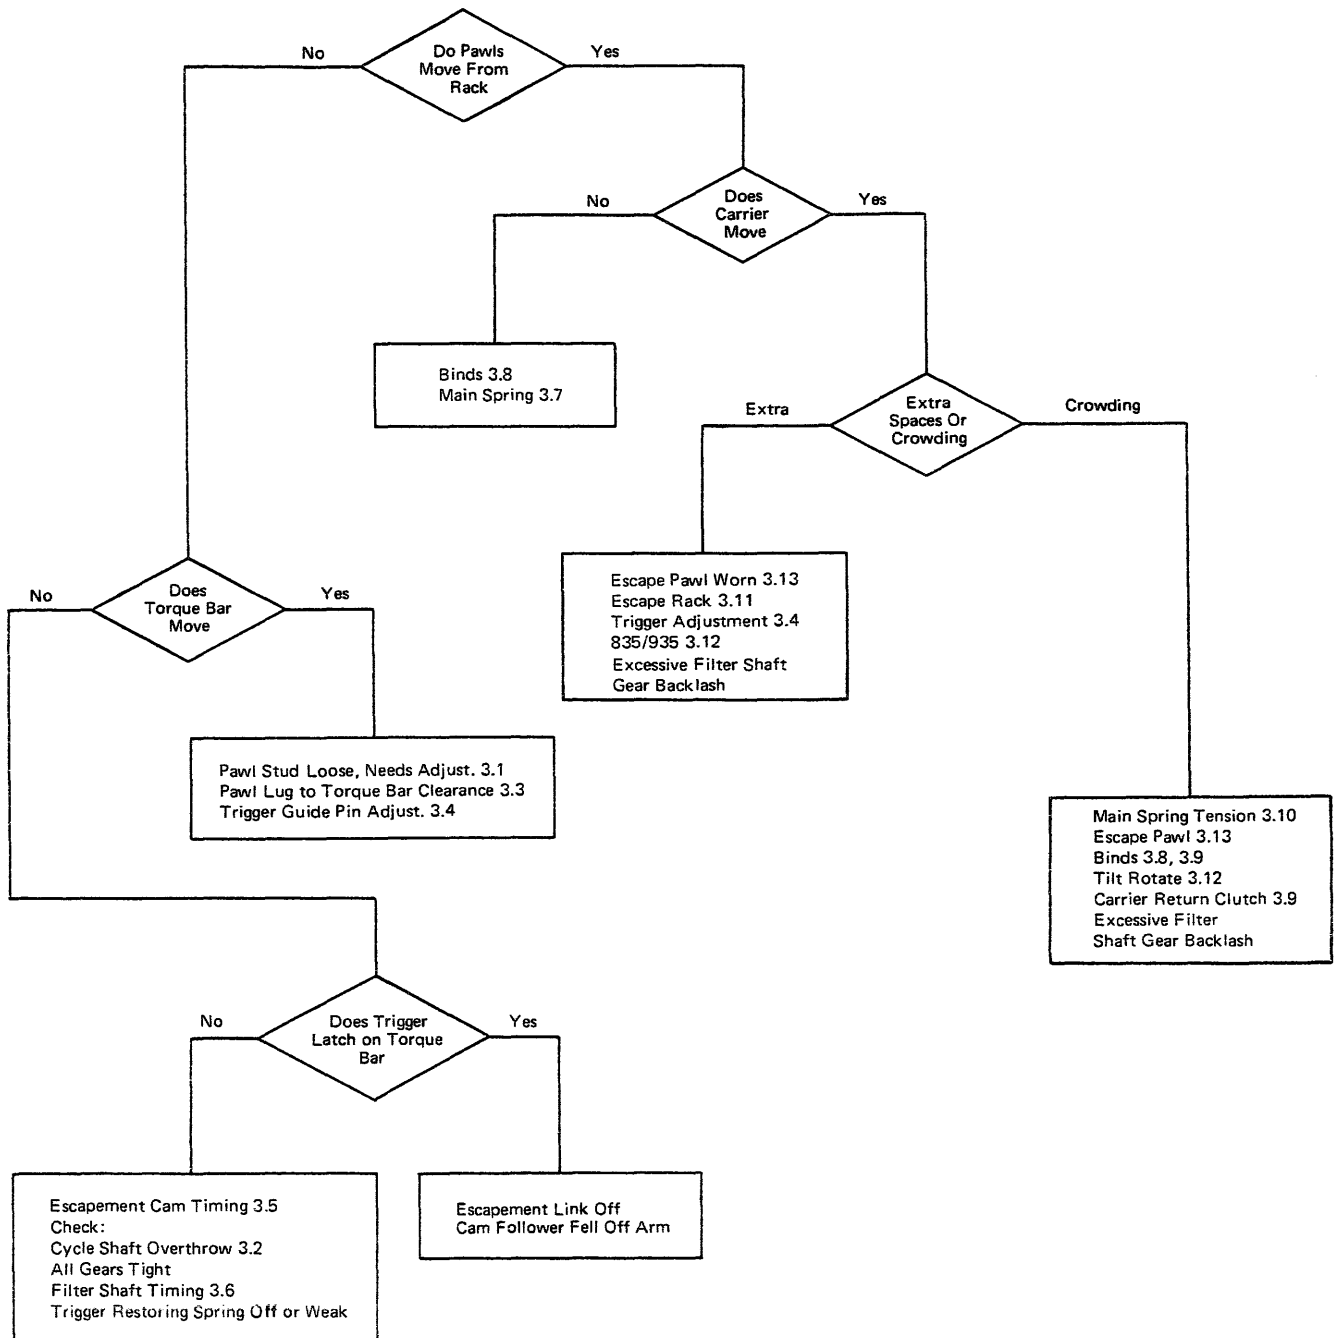 No
Do Pawls
Move From
Rack
Yes
No
Does
Carrier
Move
Yes
Binds 3.8
Main Spring 3.7
Extra
Extra
Spaces Or
Crowding
Crowding
Escape Pawl Worn 3.13
Escape Rack 3.11
Trigger Adjustment 3.4
835/935 3.12
Excessive Filter Shaft
Gear Backlash
No
Does
Torque Bar
Move
Yes
Pawl Stud Loose, Needs Adjust. 3.1
Pawl Lug to Torque Bar Clearance 3.3
Trigger Guide Pin Adjust. 3.4
Main Spring Tension 3.10
Escape Pawl 3.13
Binds 3.8, 3.9
Tilt Rotate 3.12
Carrier Return Clutch 3.9
Excessive Filter
Shaft Gear Backlash
No
Does Trigger
Latch on Torque
Bar
Yes
Escapement Cam Timing 3.5
Check:
Cycle Shaft Overthrow 3.2
All Gears Tight
Filter Shaft Timing 3.6
Trigger Restoring Spring Off or Weak
Escapement Link Off
Cam Follower Fell Off Arm